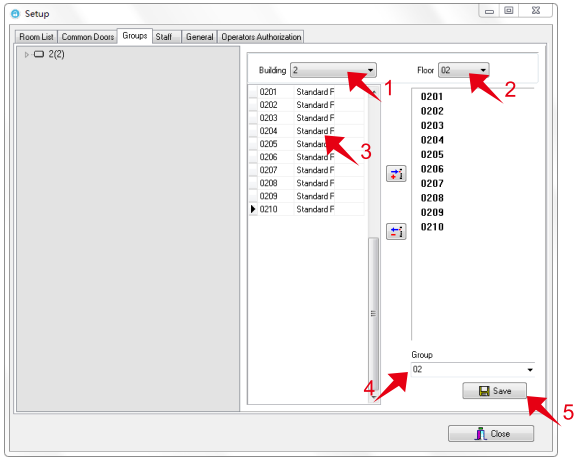 Setup
Room List Common Doors Groups Staff General Operators Authorization
2(2)
Building 2 Floor 02
1 2
0201 Standard F
0202 Standard F
0203 Standard F
0204 Standard F
0205 Standard F
0206 Standard F
0207 Standard F
0208 Standard F
0209 Standard F
0210 Standard F
3
0201
0202
0203
0204
0205
0206
0207
0208
0209
0210
Group
02
4
Save
5
Close